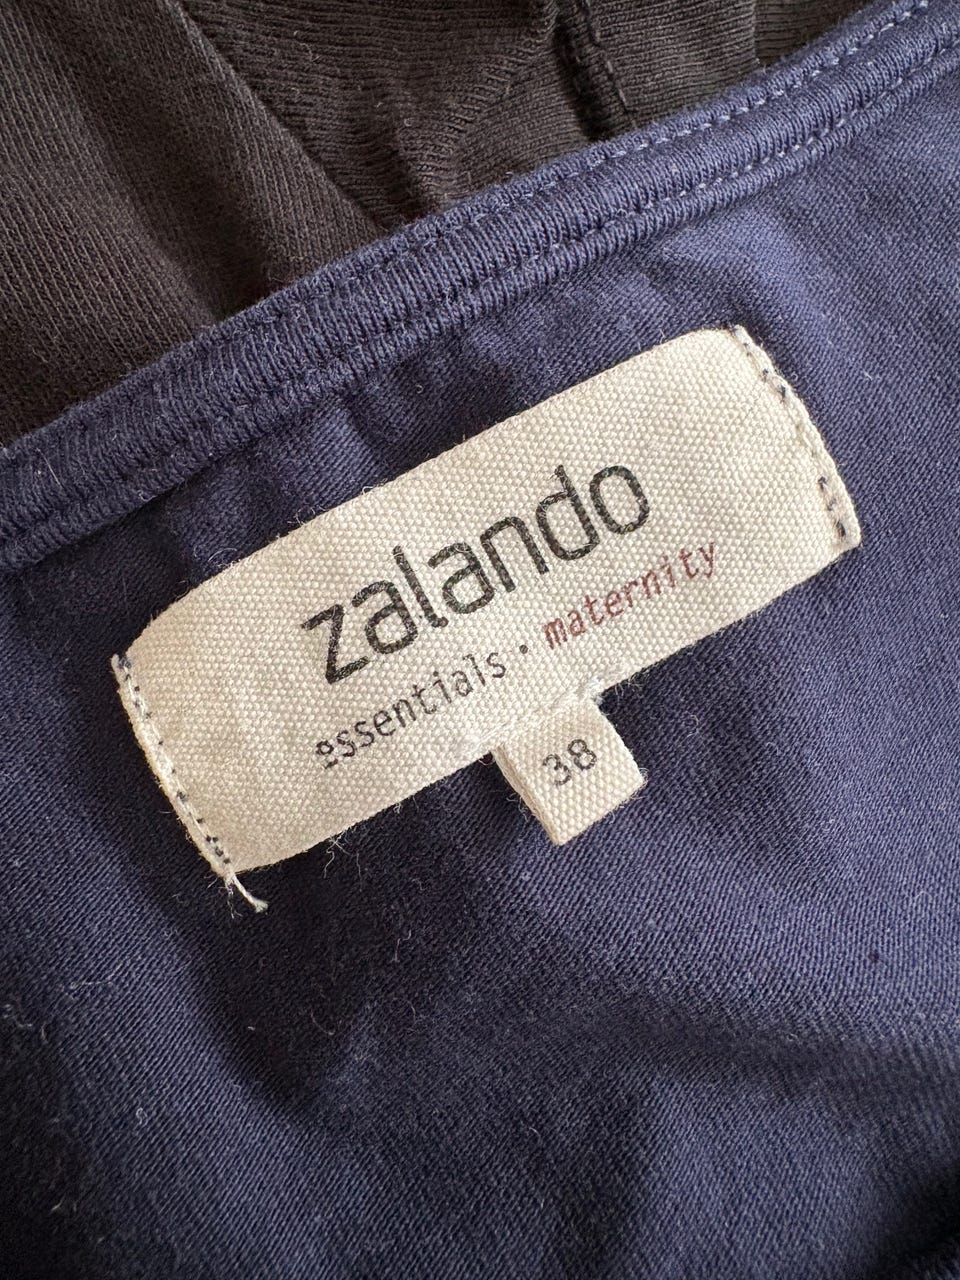 zalando
essentials · maternity
38